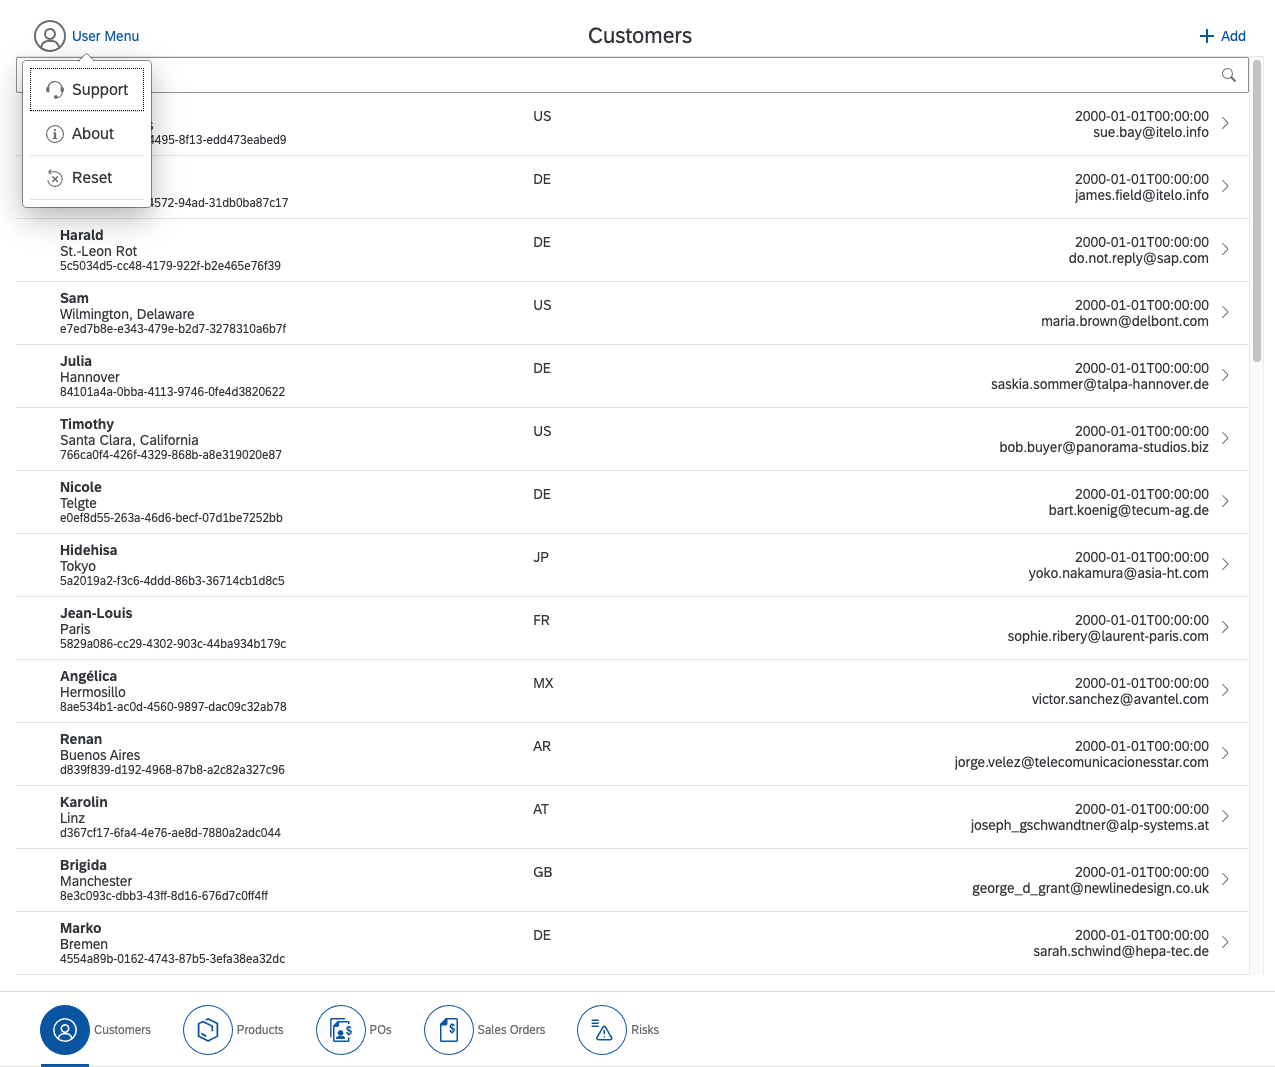 User Menu
Customers
Add
Support
About
Reset
US
2000-01-01T00:00:00
4495-8f13-edd473eabed9
sue.bay@itelo.info
DE
2000-01-01T00:00:00
james.field@itelo.info
4572-94ad-31db0ba87c17
Harald
DE
2000-01-01T00:00:00
St.-Leon Rot
do.not.reply@sap.com
5c5034d5-cc48-4179-922f-b2e465e76f39
Sam
US
2000-01-01T00:00:00
Wilmington, Delaware
maria.brown@delbont.com
e7ed7b8e-e343-479e-b2d7-3278310a6b7f
Julia
DE
2000-01-01T00:00:00
Hannover
saskia.sommer@talpa-hannover.de
84101a4a-0bba-4113-9746-0fe4d3820622
Timothy
US
2000-01-01T00:00:00
Santa Clara, California
bob.buyer@panorama-studios.biz
766ca0f4-426f-4329-868b-a8e319020e87
Nicole
DE
2000-01-01T00:00:00
Telgte
bart.koenig@tecum-ag.de
e0ef8d55-263a-46d6-becf-07d1be7252bb
Hidehisa
JP
2000-01-01T00:00:00
Tokyo
yoko.nakamura@asia-ht.com
5a2019a2-f3c6-4ddd-86b3-36714cb1d8c5
Jean-Louis
FR
2000-01-01T00:00:00
Paris
sophie.ribery@laurent-paris.com
5829a086-cc29-4302-903c-44ba934b179c
Angélica
MX
2000-01-01T00:00:00
Hermosillo
victor.sanchez@avantel.com
8ae534b1-ac0d-4560-9897-dac09c32ab78
Renan
AR
2000-01-01T00:00:00
Buenos Aires
jorge.velez@telecomunicacionesstar.com
d839f839-d192-4968-87b8-a2c82a327c96
Karolin
AT
2000-01-01T00:00:00
Linz
joseph_gschwandtner@alp-systems.at
d367cf17-6fa4-4e76-ae8d-7880a2adc044
Brigida
GB
2000-01-01T00:00:00
Manchester
george_d_grant@newlinedesign.co.uk
8e3c093c-dbb3-43ff-8d16-676d7c0ff4ff
Marko
DE
2000-01-01T00:00:00
Bremen
sarah.schwind@hepa-tec.de
4554a89b-0162-4743-87b5-3efa38ea32dc
Customers
Products
POs
Sales Orders
Risks